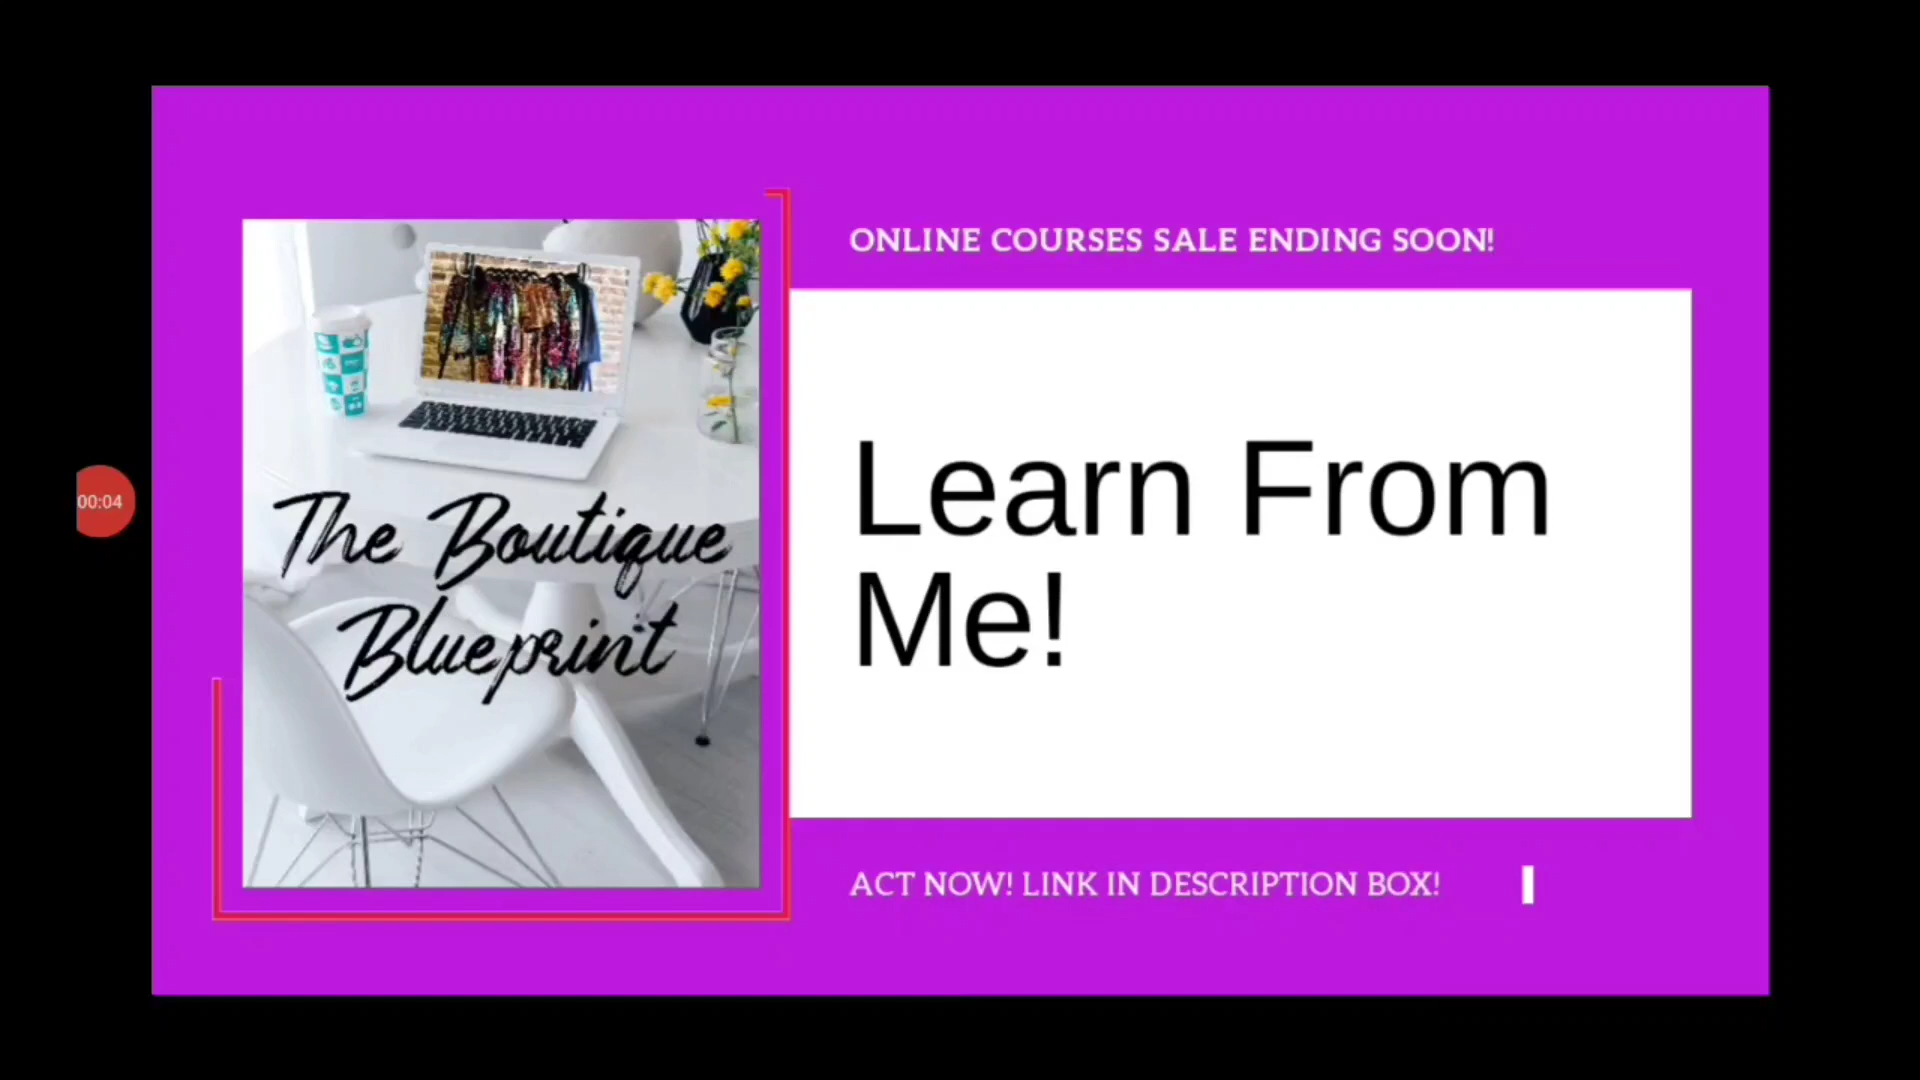 ONLINE COURSES SALE ENDING SOON!
00:04
The Boutique
Blueprint
Learn From
Me!
ACT NOW! LINK IN DESCRIPTION BOX!